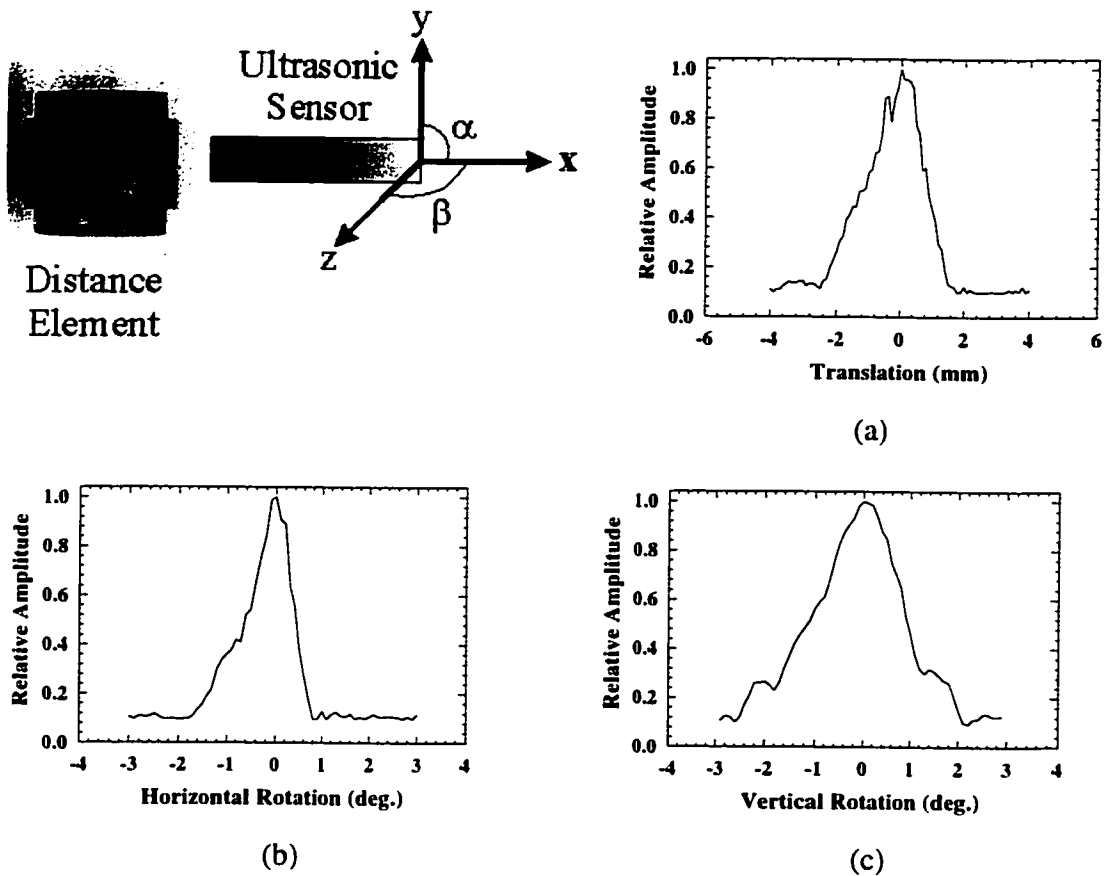 y
Ultrasonic
Sensor
α
x
β
z
Distance
Element
1.0
0.8
0.6
0.4
0.2
0.0
Relative Amplitude
-6 -4 -2 0 2 4 6
Translation (mm)
(a)
1.0
0.8
0.6
0.4
0.2
0.0
Relative Amplitude
-4 -3 -2 -1 0 1 2 3 4
Horizontal Rotation (deg.)
(b)
1.0
0.8
0.6
0.4
0.2
0.0
Relative Amplitude
-4 -3 -2 -1 0 1 2 3 4
Vertical Rotation (deg.)
(c)